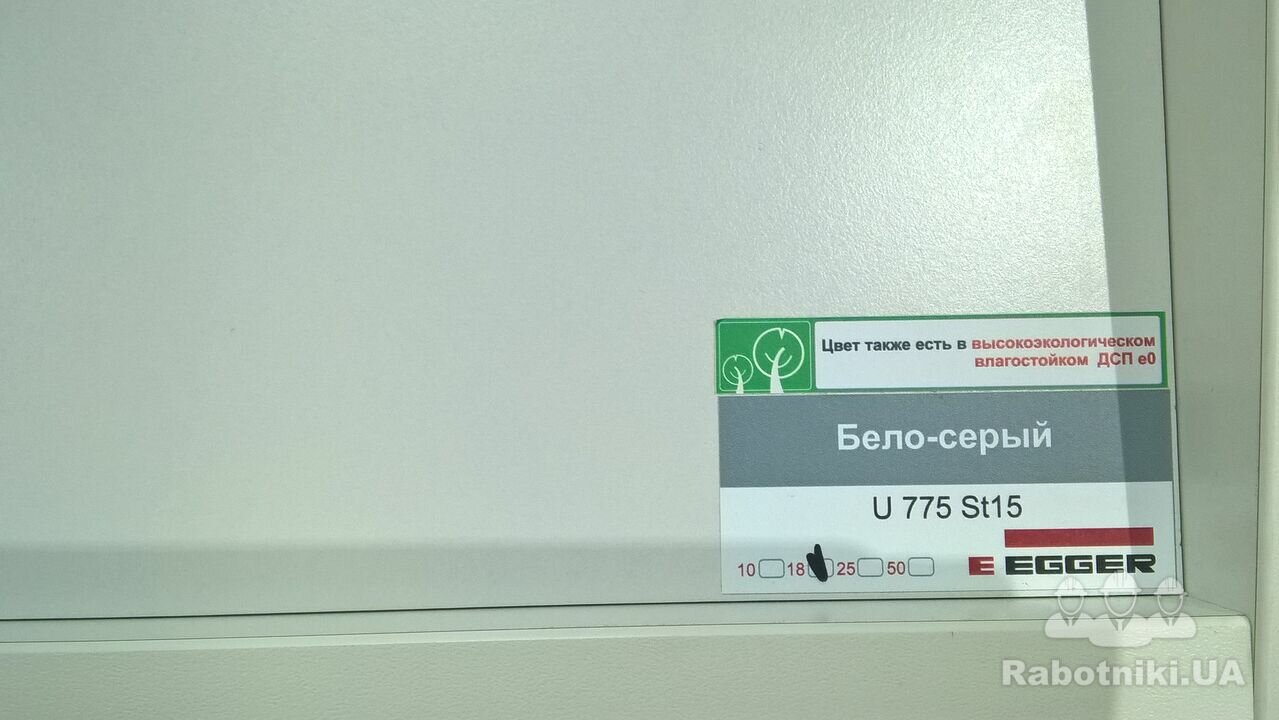 Цвет также есть в высокоэкологическом
влагостойком ДСП е0
Бело-серый
U 775 St15
10 18 25 50
E EGGER
Rabotniki.UA